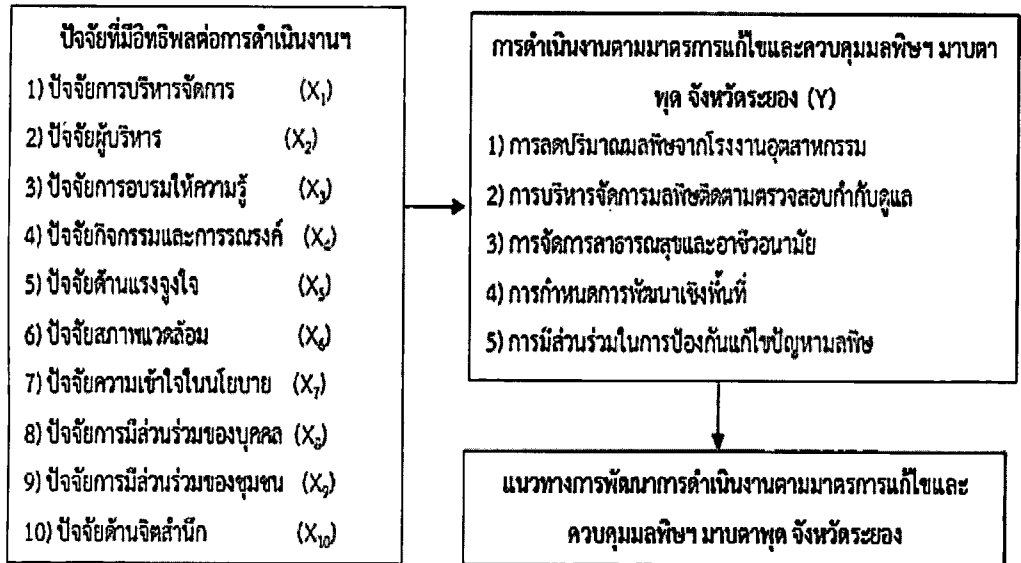 ปัจจัยที่มีอิทธิพลต่อการดำเนินงานฯ
1) ปัจจัยการบริหารจัดการ (X₁)
2) ปัจจัยผู้บริหาร (X₂)
3) ปัจจัยการอบรมให้ความรู้ (X₃)
4) ปัจจัยกิจกรรมและการรณรงค์ (X₄)
5) ปัจจัยด้านแรงจูงใจ (X₅)
6) ปัจจัยสภาพแวดล้อม (X₆)
7) ปัจจัยความเข้าใจในนโยบาย (X₇)
8) ปัจจัยการมีส่วนร่วมของบุคคล (X₈)
9) ปัจจัยการมีส่วนร่วมของชุมชน (X₉)
10) ปัจจัยด้านจิตสำนึก (X₁₀)
การดำเนินงานตามมาตรการแก้ไขและควบคุมมลพิษฯ มาบตา
พุด จังหวัดระยอง (Y)
1) การลดปริมาณมลพิษจากโรงงานอุตสาหกรรม
2) การบริหารจัดการมลพิษติดตามตรวจสอบกำกับดูแล
3) การจัดการสาธารณสุขและอาชีวอนามัย
4) การกำหนดการพัฒนาเชิงพื้นที่
5) การมีส่วนร่วมในการป้องกันแก้ไขปัญหามลพิษ
แนวทางการพัฒนาการดำเนินงานตามมาตรการแก้ไขและ
ควบคุมมลพิษฯ มาบตาพุด จังหวัดระยอง